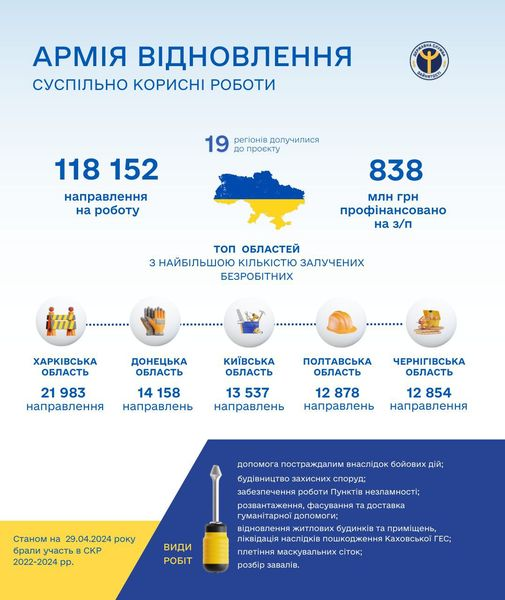 АРМІЯ ВІДНОВЛЕННЯ
СУСПІЛЬНО КОРИСНІ РОБОТИ
ДЕРЖАВНА СЛУЖБА
ЗАЙНЯТОСТІ
19 регіонів долучилися
до проєкту
118 152
направлення
на роботу
838
млн грн
профінансовано
на з/п
ТОП ОБЛАСТЕЙ
З НАЙБІЛЬШОЮ КІЛЬКІСТЮ ЗАЛУЧЕНИХ
БЕЗРОБІТНИХ
ХАРКІВСЬКА
ОБЛАСТЬ
21 983
направлення
ДОНЕЦЬКА
ОБЛАСТЬ
14 158
направлень
КИЇВСЬКА
ОБЛАСТЬ
13 537
направлень
ПОЛТАВСЬКА
ОБЛАСТЬ
12 878
направлень
ЧЕРНІГІВСЬКА
ОБЛАСТЬ
12 854
направлення
Станом на 29.04.2024 року
брали участь в СКР
2022-2024 рр.
ВИДИ
РОБІТ
допомога постраждалим внаслідок бойових дій;
будівництво захисних споруд;
забезпечення роботи Пунктів незламності;
розвантаження, фасування та доставка
гуманітарної допомоги;
відновлення житлових будинків та приміщень,
ліквідація наслідків пошкодження Каховської ГЕС;
плетіння маскувальних сіток;
розбір завалів.